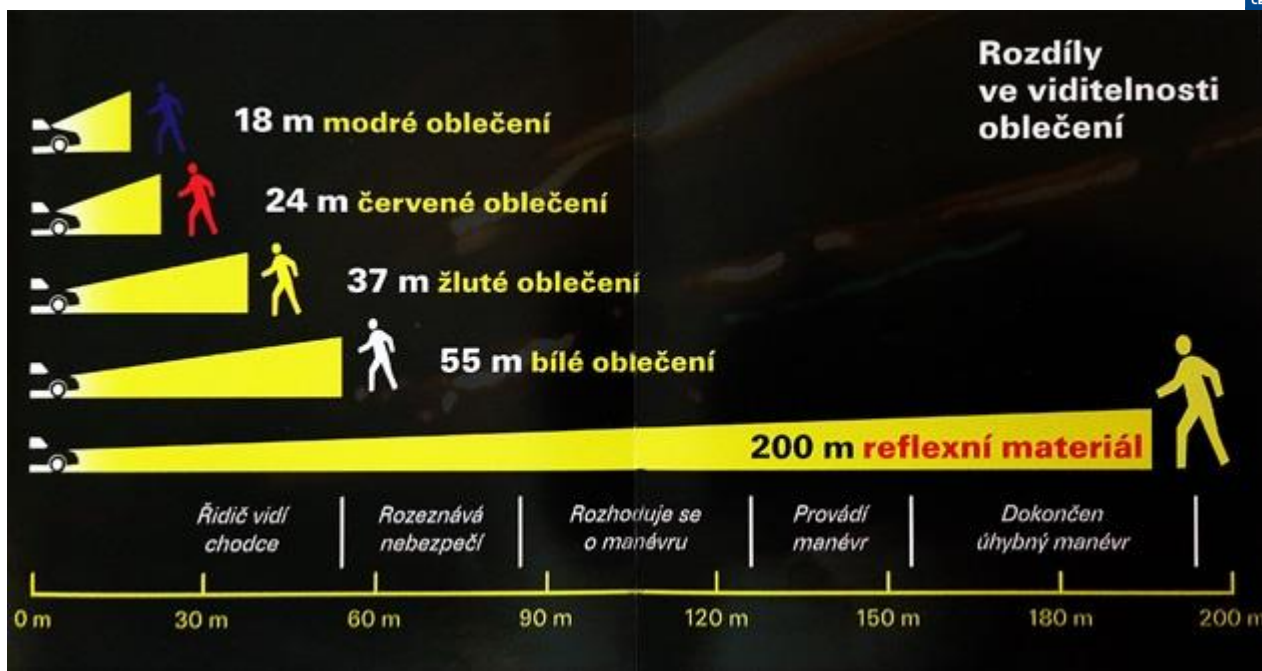 Rozdíly
ve viditelnosti
oblečení
18 m modré oblečení
24 m červené oblečení
37 m žluté oblečení
55 m bílé oblečení
200 m reflexní materiál
Řidič vidí
chodce
Rozeznává
nebezpečí
Rozhoduje se
o manévru
Provádí
manévr
Dokončen
úhybný manévr
0 m 30 m 60 m 90 m 120 m 150 m 180 m 200 m